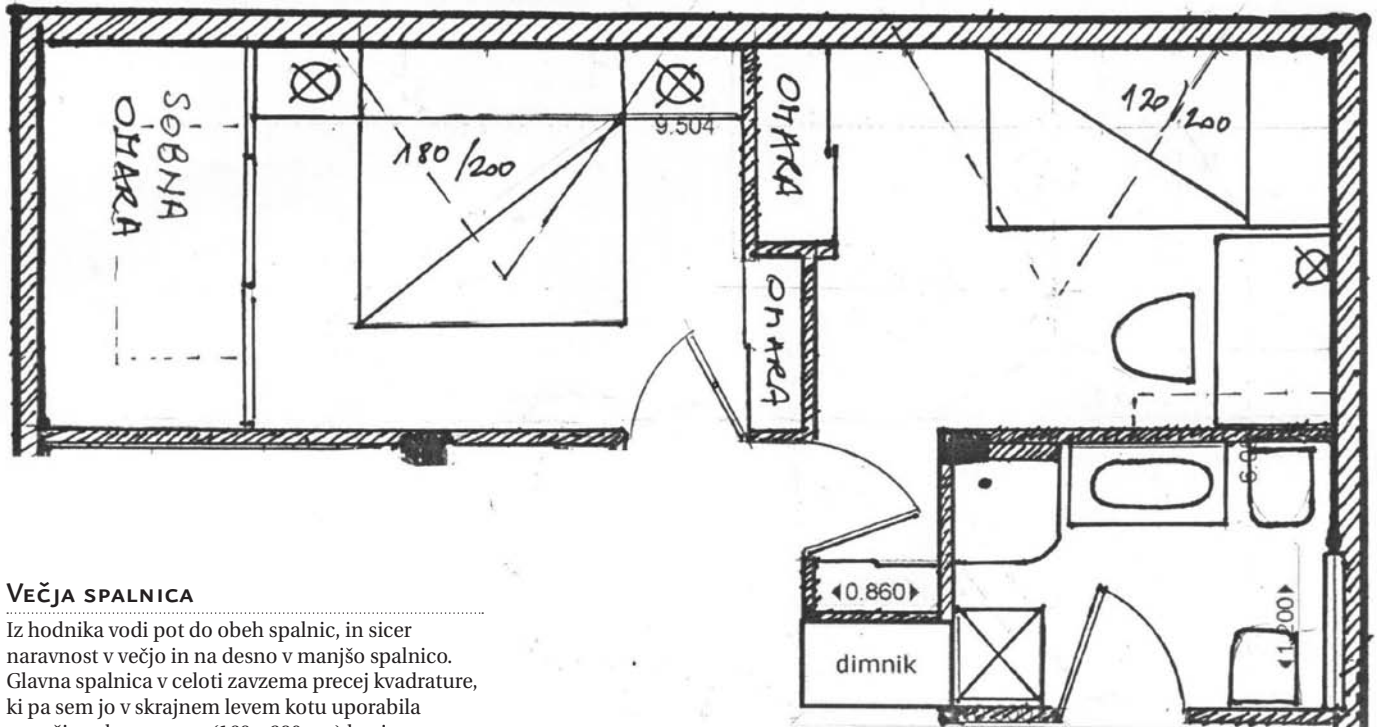 SOBNA
OMARA
180/200
9.504
OMARA
120/200
OMARA
0.860
dimnik
1.200
VEČJA SPALNICA
Iz hodnika vodi pot do obeh spalnic, in sicer
naravnost v večjo in na desno v manjšo spalnico.
Glavna spalnica v celoti zavzema precej kvadrature,
ki pa sem jo v skrajnem levem kotu uporabila